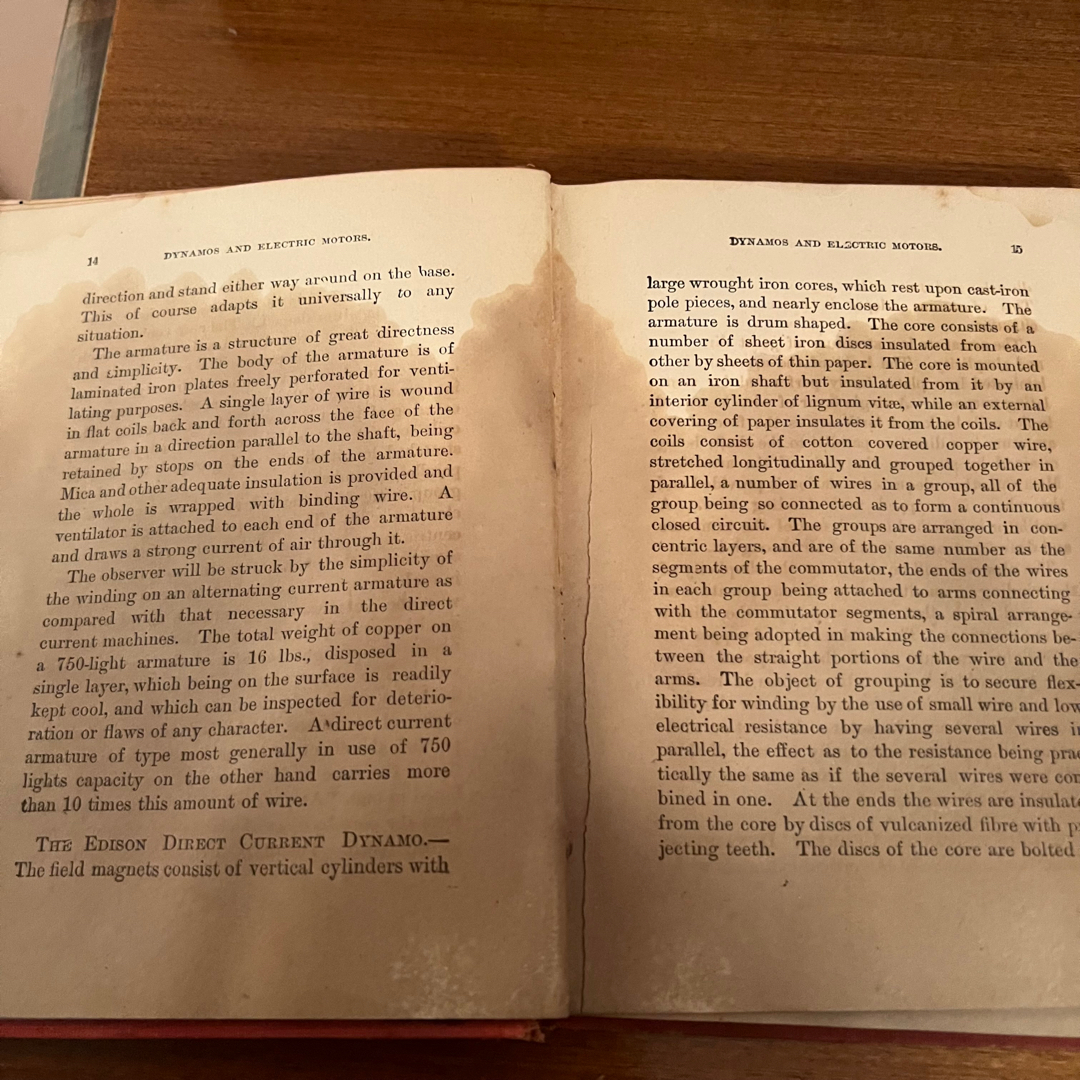 14
DYNAMOS AND ELECTRIC MOTORS.
direction and stand either way around on the base.
This of course adapts it universally to any
situation.
The armature is a structure of great directness
and simplicity. The body of the armature is of
laminated iron plates freely perforated for venti-
lating purposes. A single layer of wire is wound
in flat coils back and forth across the face of the
armature in a direction parallel to the shaft, being
retained by stops on the ends of the armature.
Mica and other adequate insulation is provided and
the whole is wrapped with binding wire. A
ventilator is attached to each end of the armature
and draws a strong current of air through it.
The observer will be struck by the simplicity of
the winding on an alternating current armature as
compared with that necessary in the direct
current machines. The total weight of copper on
a 750-light armature is 16 lbs., disposed in a
single layer, which being on the surface is readily
kept cool, and which can be inspected for deterio-
ration or flaws of any character. A direct current
armature of type most generally in use of 750
lights capacity on the other hand carries more
than 10 times this amount of wire.
THE EDISON DIRECT CURRENT DYNAMO.—
The field magnets consist of vertical cylinders with
DYNAMOS AND ELECTRIC MOTORS.
15
large wrought iron cores, which rest upon cast-iron
pole pieces, and nearly enclose the armature. The
armature is drum shaped. The core consists of a
number of sheet iron discs insulated from each
other by sheets of thin paper. The core is mounted
on an iron shaft but insulated from it by an
interior cylinder of lignum vitæ, while an external
covering of paper insulates it from the coils. The
coils consist of cotton covered copper wire,
stretched longitudinally and grouped together in
parallel, a number of wires in a group, all of the
group being so connected as to form a continuous
closed circuit. The groups are arranged in con-
centric layers, and are of the same number as the
segments of the commutator, the ends of the wires
in each group being attached to arms connecting
with the commutator segments, a spiral arrange-
ment being adopted in making the connections be-
tween the straight portions of the wire and the
arms. The object of grouping is to secure flex-
ibility for winding by the use of small wire and low
electrical resistance by having several wires
parallel, the effect as to the resistance being
tically the same as if the several wires were
bined in one. At the ends the wires are
from the core by discs of vulcanized fibre with
jecting teeth. The discs of the core are bolted